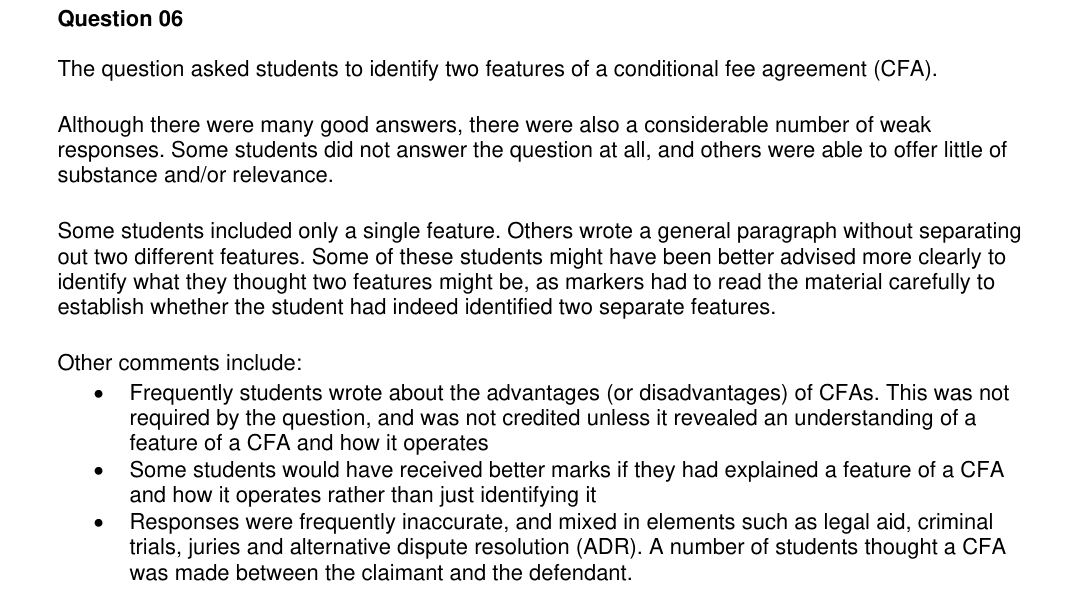 Question 06
The question asked students to identify two features of a conditional fee agreement (CFA).
Although there were many good answers, there were also a considerable number of weak
responses. Some students did not answer the question at all, and others were able to offer little of
substance and/or relevance.
Some students included only a single feature. Others wrote a general paragraph without separating
out two different features. Some of these students might have been better advised more clearly to
identify what they thought two features might be, as markers had to read the material carefully to
establish whether the student had indeed identified two separate features.
Other comments include:
• Frequently students wrote about the advantages (or disadvantages) of CFAs. This was not
required by the question, and was not credited unless it revealed an understanding of a
feature of a CFA and how it operates
• Some students would have received better marks if they had explained a feature of a CFA
and how it operates rather than just identifying it
• Responses were frequently inaccurate, and mixed in elements such as legal aid, criminal
trials, juries and alternative dispute resolution (ADR). A number of students thought a CFA
was made between the claimant and the defendant.